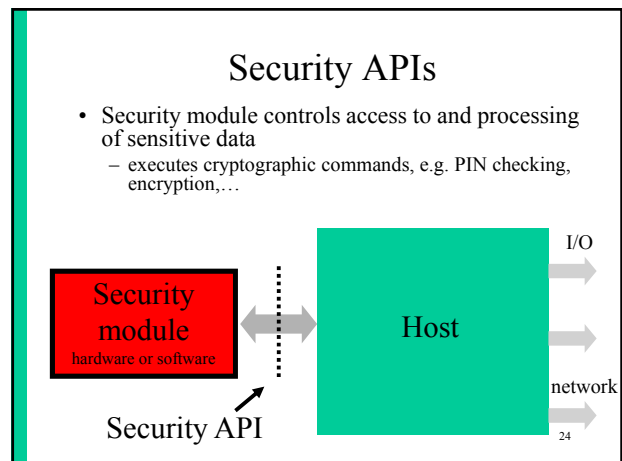 Security APIs
• Security module controls access to and processing
of sensitive data
– executes cryptographic commands, e.g. PIN checking,
encryption,…
I/O
Security
module
hardware or software
Host
network
Security API
24